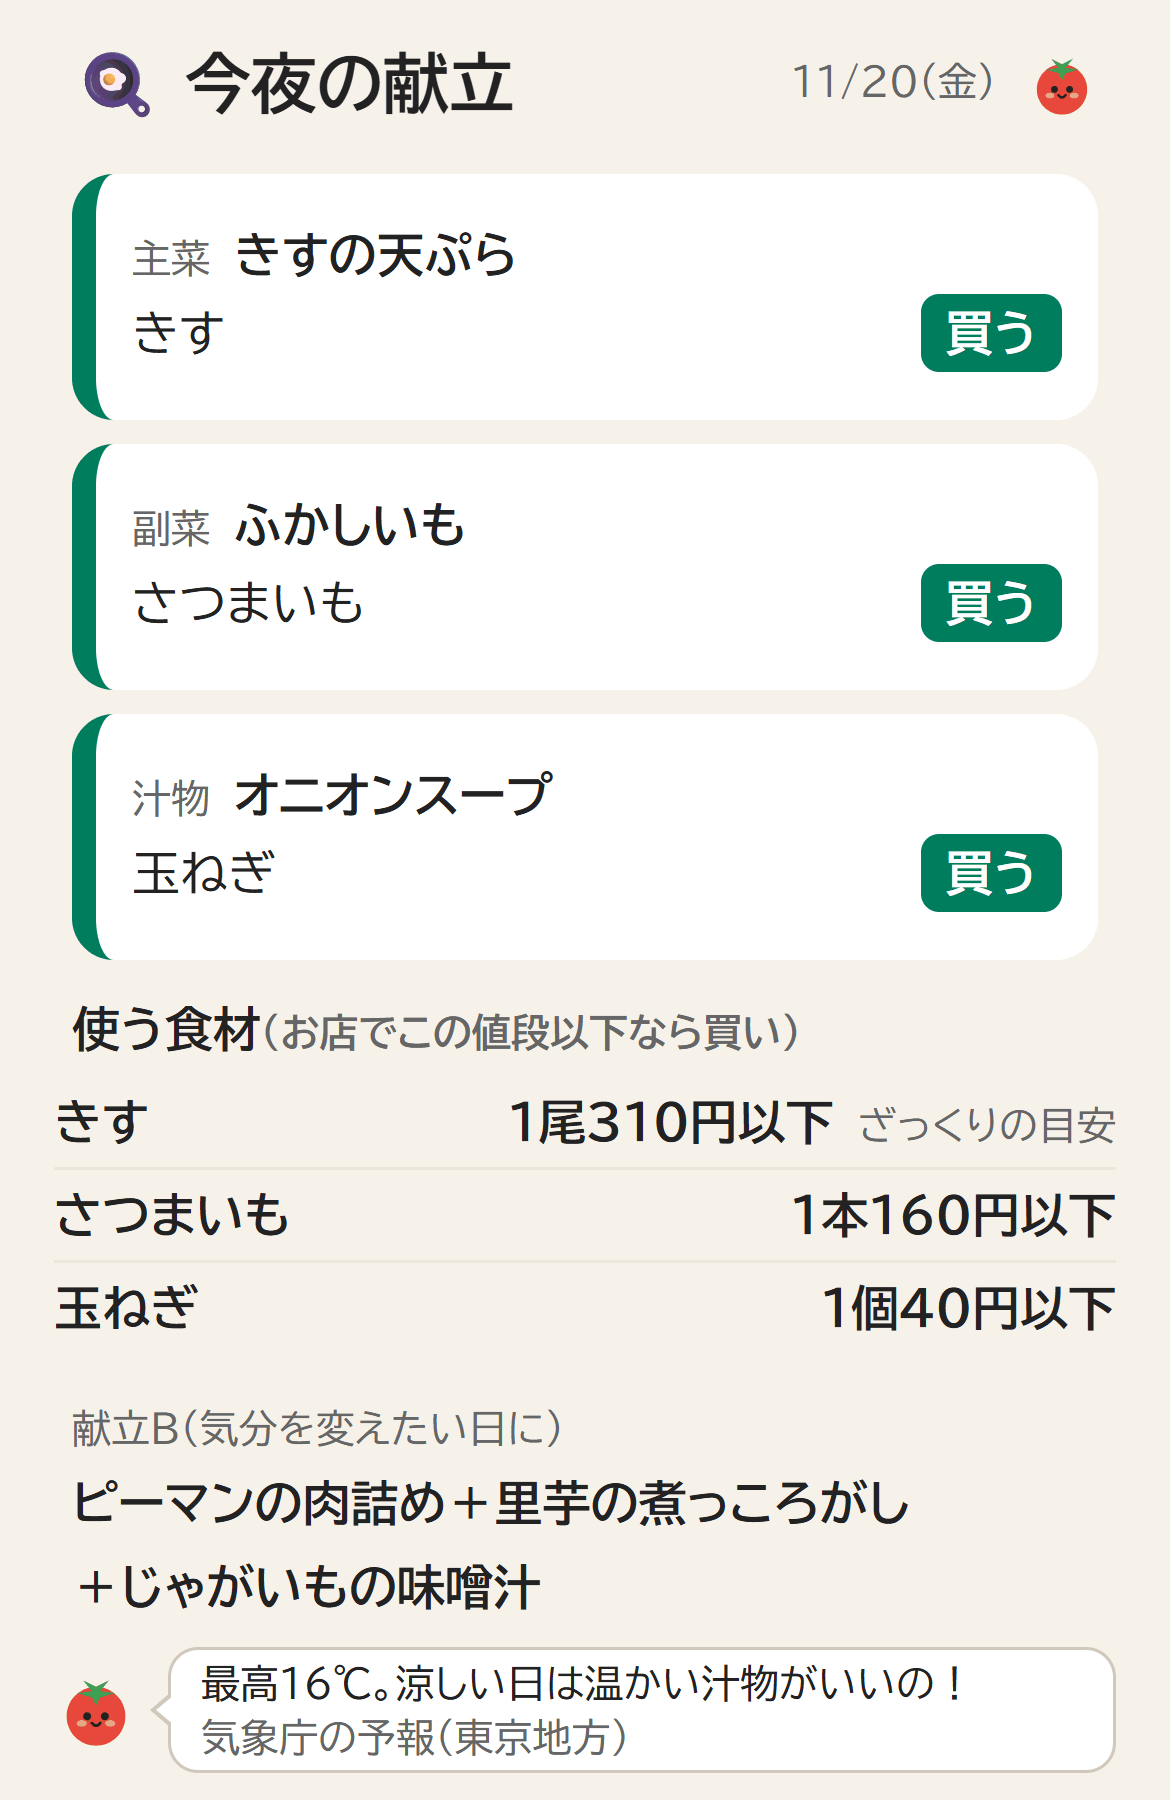 今夜の献立
11/20(金)
主菜 きすの天ぷら
きす 買う
副菜 ふかしいも
さつまいも 買う
汁物 オニオンスープ
玉ねぎ 買う
使う食材(お店でこの値段以下なら買い)
きす 1尾310円以下 ざっくりの目安
さつまいも 1本160円以下
玉ねぎ 1個40円以下
献立B(気分を変えたい日に)
ピーマンの肉詰め+里芋の煮っころがし
+じゃがいもの味噌汁
最高16℃。涼しい日は温かい汁物がいいの!
気象庁の予報(東京地方)